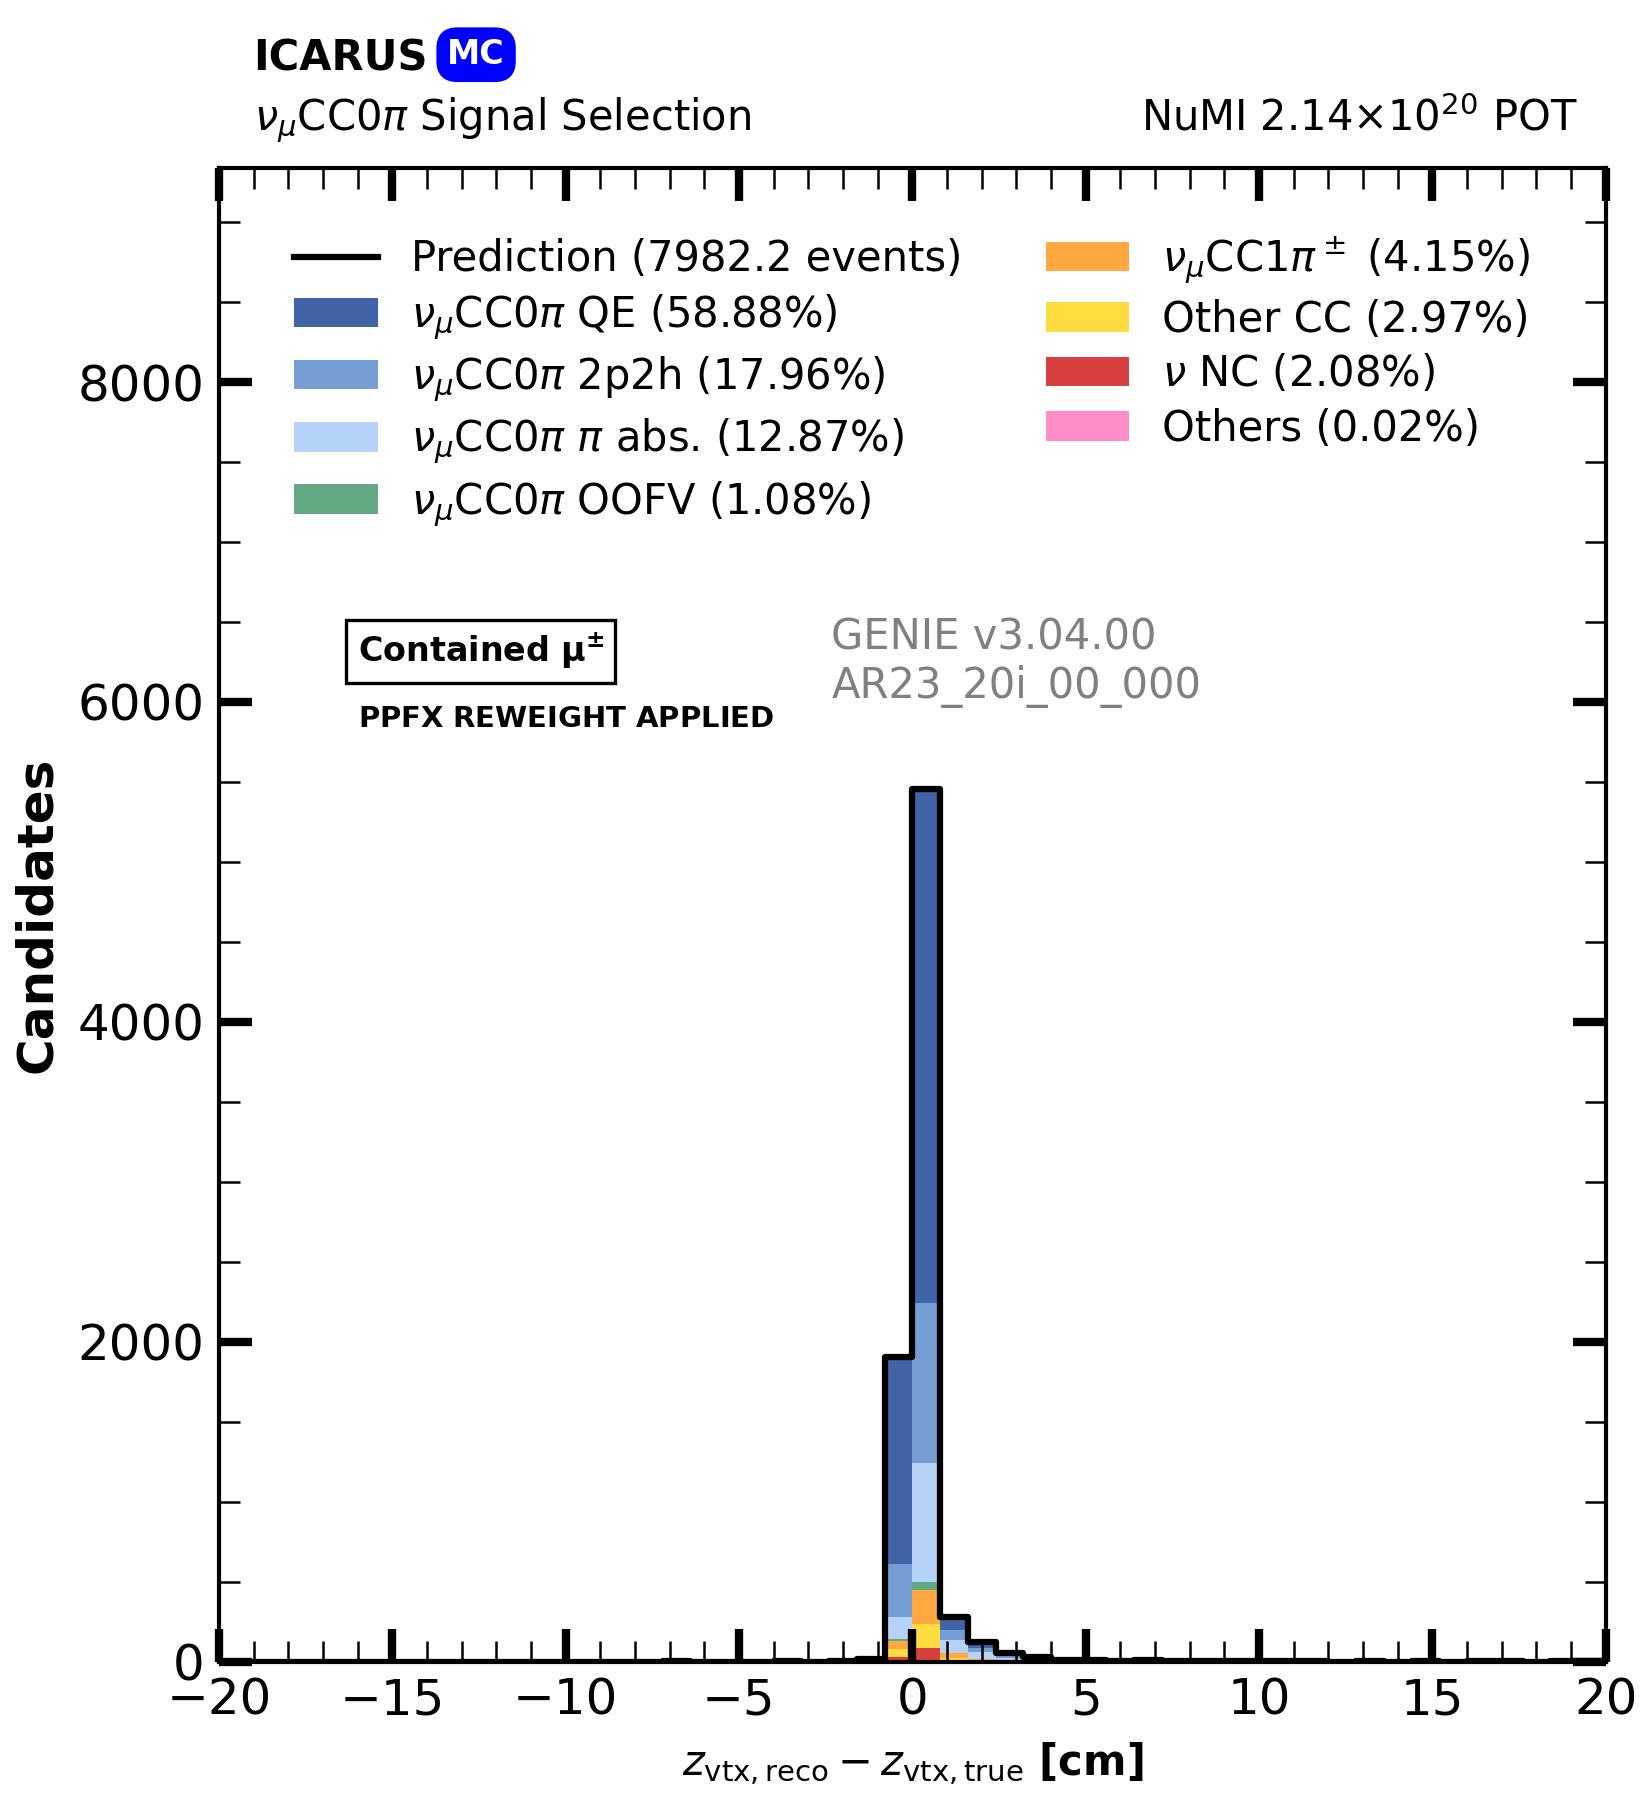 ICARUS MC
νμCC0π Signal Selection
NuMI 2.14×10²⁰ POT
Prediction (7982.2 events)
νμCC0π QE (58.88%)
νμCC0π 2p2h (17.96%)
νμCC0π π abs. (12.87%)
νμCC0π OOFV (1.08%)
νμCC1π± (4.15%)
Other CC (2.97%)
ν NC (2.08%)
Others (0.02%)
Contained μ±
PPFX REWEIGHT APPLIED
GENIE v3.04.00
AR23_20i_00_000
Candidates
8000
6000
4000
2000
0
−20 −15 −10 −5 0 5 10 15 20
z vtx, reco − z vtx, true [cm]